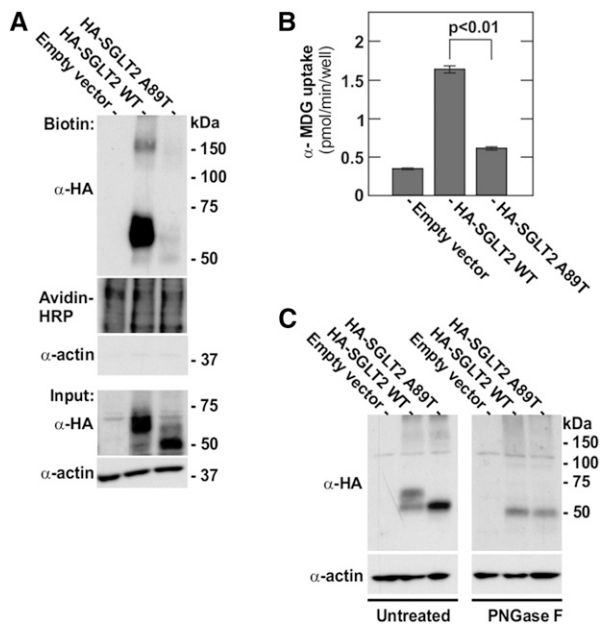 A
Empty vector -
HA-SGLT2 WT -
HA-SGLT2 A89T -
Biotin:
α-HA
kDa
- 150
- 100
- 75
- 50
Avidin-
HRP
α-actin
- 37
Input:
α-HA
- 75
- 50
α-actin
- 37
B
α- MDG uptake
(pmol/min/well)
2
1.5
1
0.5
0
p<0.01
- Empty vector
- HA-SGLT2 WT
- HA-SGLT2 A89T
C
Empty vector -
HA-SGLT2 WT -
HA-SGLT2 A89T -
Empty vector -
HA-SGLT2 WT -
HA-SGLT2 A89T -
kDa
- 150
- 100
- 75
- 50
α-HA
α-actin
Untreated
PNGase F